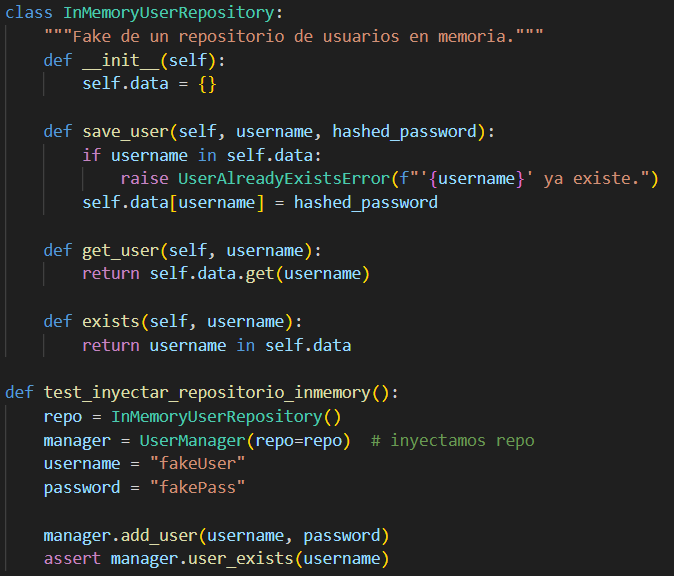 class InMemoryUserRepository:
    """Fake de un repositorio de usuarios en memoria."""
    def __init__(self):
        self.data = {}

    def save_user(self, username, hashed_password):
        if username in self.data:
            raise UserAlreadyExistsError(f"'{username}' ya existe.")
        self.data[username] = hashed_password

    def get_user(self, username):
        return self.data.get(username)

    def exists(self, username):
        return username in self.data

def test_inyectar_repositorio_inmemory():
    repo = InMemoryUserRepository()
    manager = UserManager(repo=repo)  # inyectamos repo
    username = "fakeUser"
    password = "fakePass"

    manager.add_user(username, password)
    assert manager.user_exists(username)